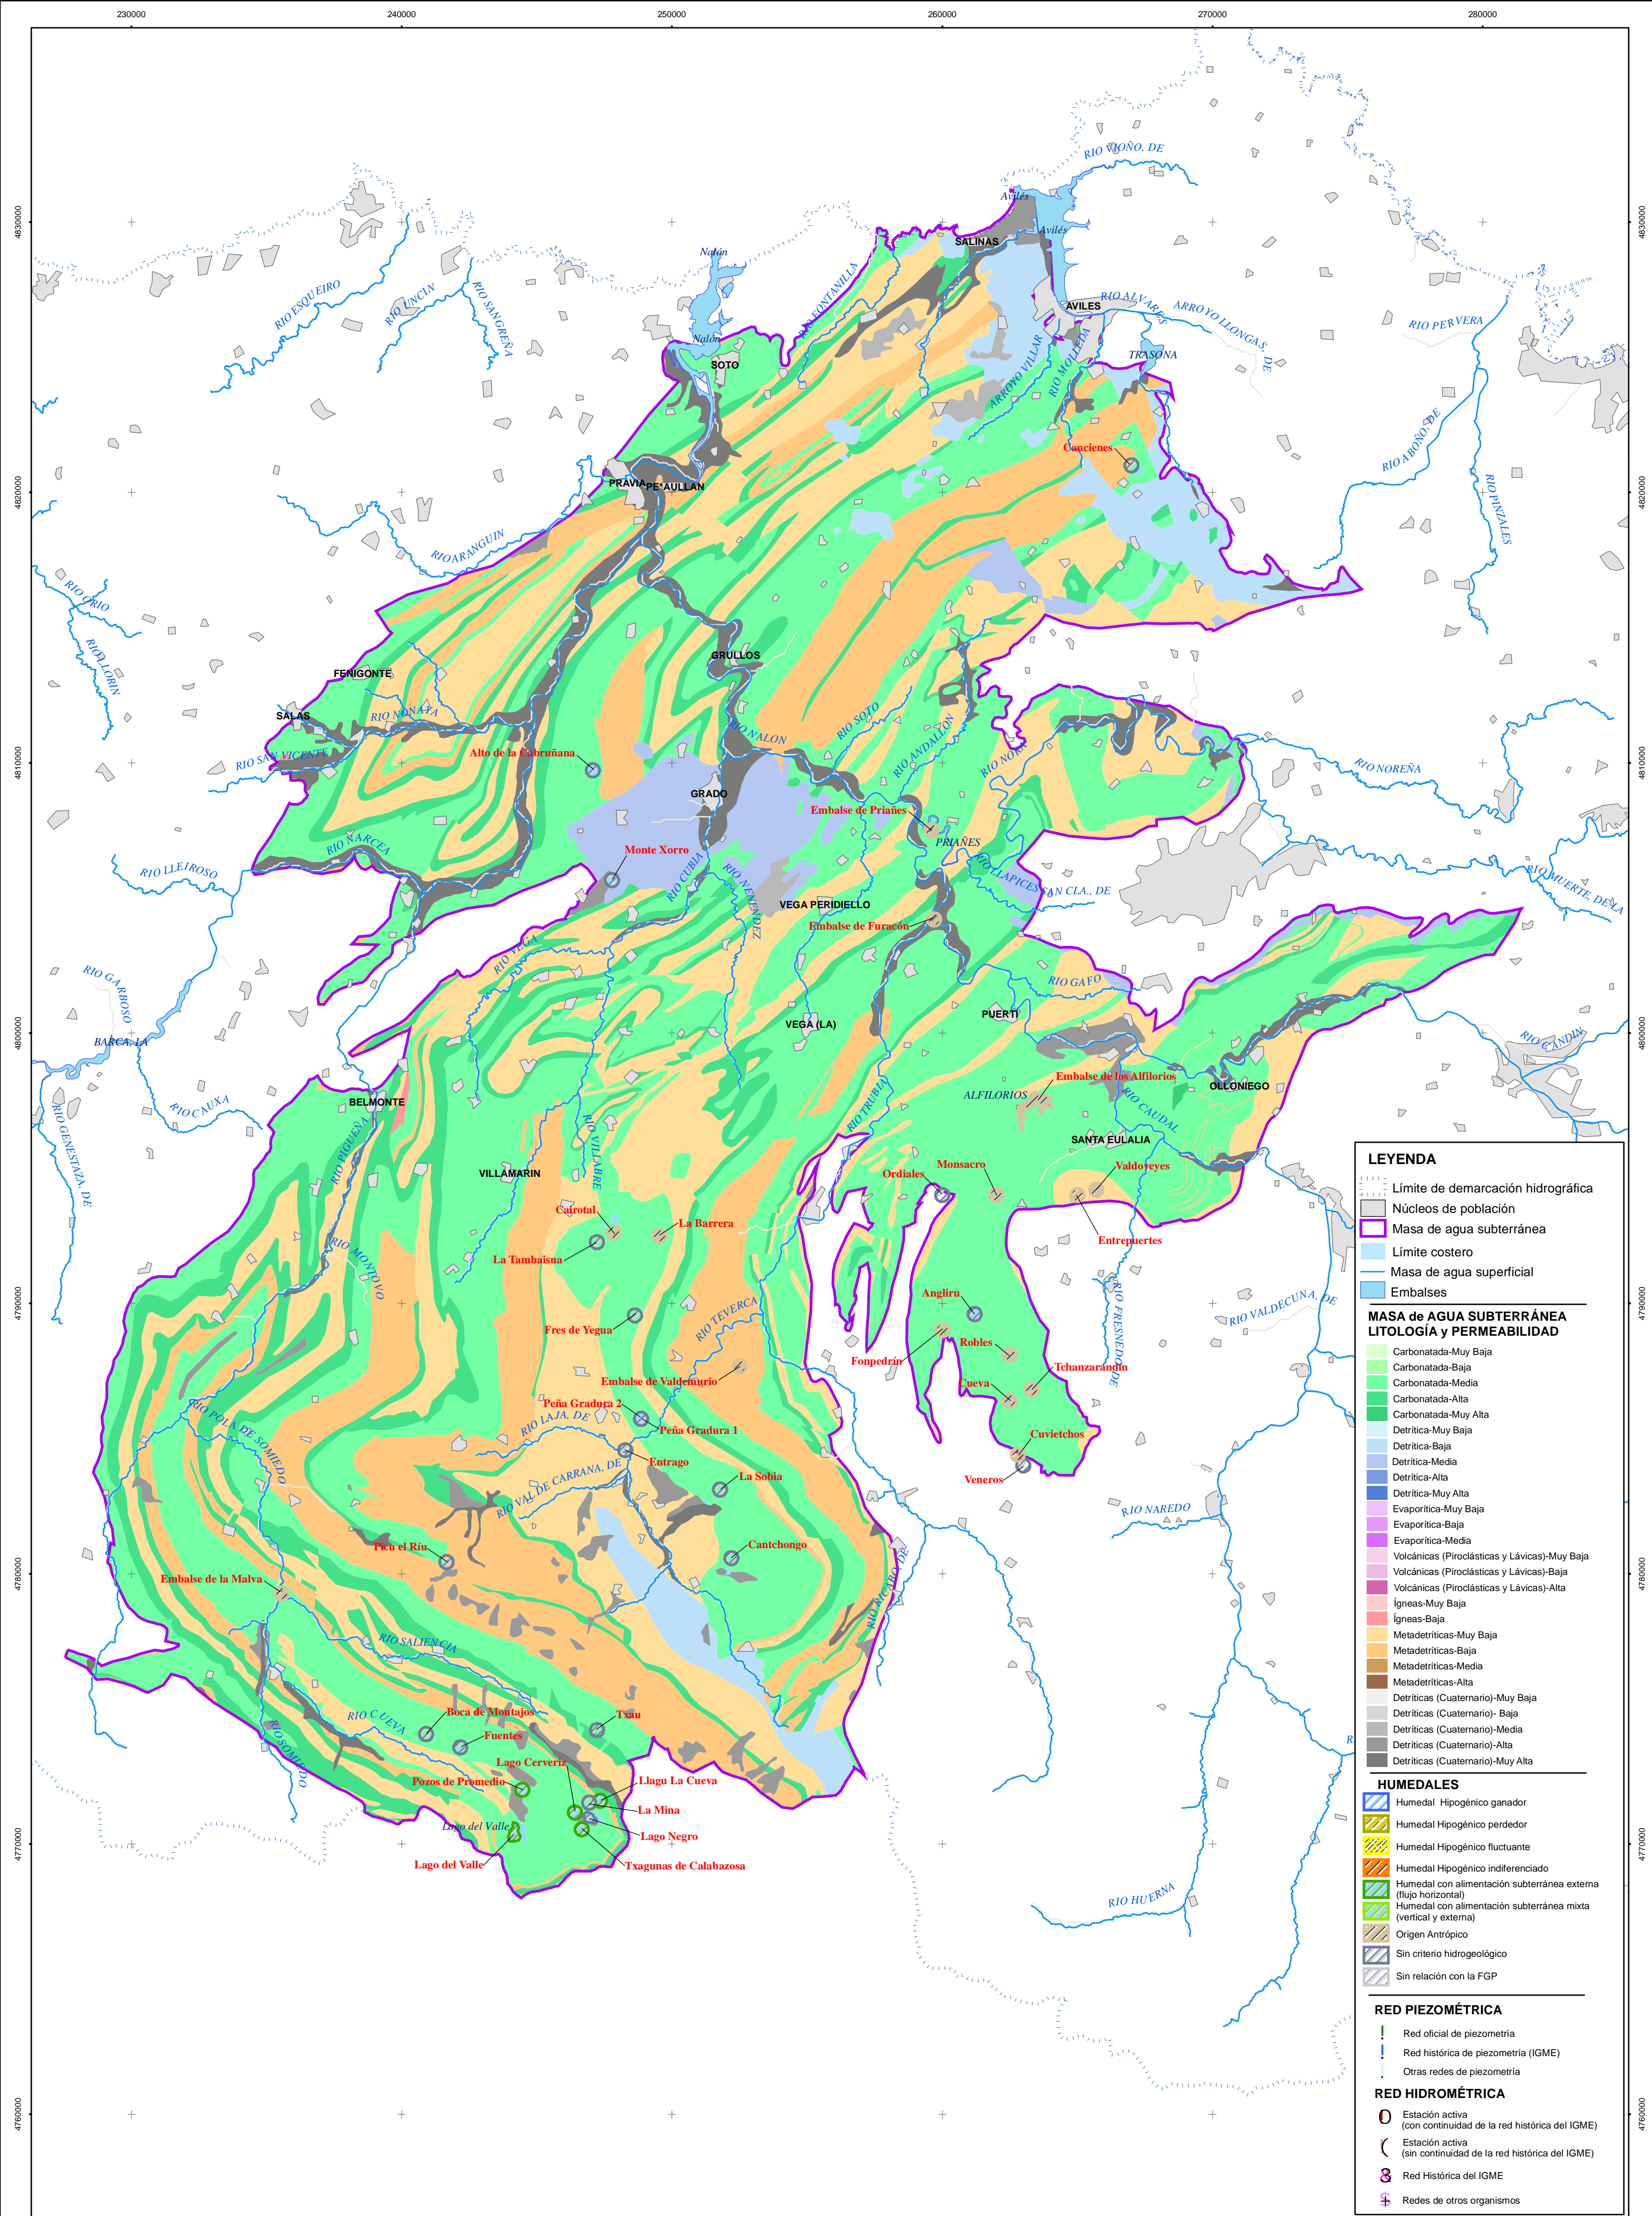 230000
240000
250000
260000
270000
280000
4830000
4820000
4810000
4800000
4790000
4780000
4770000
4760000
4830000
4820000
4810000
4800000
4790000
4780000
4770000
4760000
RIO VIOÑO, DE
Avilés
Avilés
SALINAS
Nalón
Nalón
RIO ESQUEIRO
RIO UNCIN
RIO SANGREÑA
RIO FONTANILLA
AVILES
RIO ALVARES
ARROYO LLONGAS, DE
RIO PERVERA
SOTO
ARROYO VILLAR
RIO MOLLEDA
TRASONA
RIO ABOÑO, DE
RIO PINZALES
Cancienes
PRAVIA
PE*AULLAN
RIO ARANGUIN
RIO ORIO
RIO LLORIN
FENIGONTE
GRULLOS
SALAS
RIO NONAYA
RIO SAN VICENTE
RIO NALON
RIO SOTO
RIO ANDALLON
RIO NORA
RIO NOREÑA
Alto de la Cabruñana
GRADO
Embalse de Priañes
PRIAÑES
RIO NARCEA
RIO LLEIROSO
Monte Xorro
RIO CUBIA
RIO NENENDEZ
RIO LLAPICES SAN CLA., DE
RIO MUERTE, DE LA
VEGA PERIDIELLO
Embalse de Furacón
RIO VEGA
RIO GARBOSO
BARCA, LA
RIO GAFO
PUERTI
VEGA (LA)
RIO CANDIN
OLLONIEGO
Embalse de los Alfilorios
ALFILORIOS
RIO CAUDAL
RIO TRUBIA
SANTA EULALIA
RIO CAUXA
RIO GENESTAZA, DE
BELMONTE
RIO PIGUEÑA
VILLAMARIN
RIO VILLABRE
Ordiales
Monsacro
Valdoveyes
Entrepuertes
Cairotal
La Barrera
La Tambaisna
RIO MONTOVO
RIO FRESNEDO, DE
RIO VALDECUNA, DE
Angliru
Fres de Yegua
RIO TEVERCA
Fonpedrín
Robles
Tchanzarandín
Cueva
Embalse de Valdemurio
Peña Gradura 2
RIO LAJA, DE
Peña Gradura 1
Entrago
Cuvietchos
Veneros
La Sobia
RIO POLA DE SOMIEDO
RIO VAL DE CARRANA, DE
RIO NAREDO
Picu el Ríu
Cantchongo
Embalse de la Malva
RIO RICABO, DE
RIO SALIENCIA
Boca de Montajos
RIO CUEVA
Txau
Fuentes
RIO SOMIEDO
Lago Cerveriz
Pozos de Promedio
Llagu La Cueva
La Mina
Lago del Valle
Lago Negro
Lago del Valle
Txagunas de Calabazosa
RIO HUERNA
LEYENDA
Límite de demarcación hidrográfica
Núcleos de población
Masa de agua subterránea
Límite costero
Masa de agua superficial
Embalses
MASA de AGUA SUBTERRÁNEA
LITOLOGÍA y PERMEABILIDAD
Carbonatada-Muy Baja
Carbonatada-Baja
Carbonatada-Media
Carbonatada-Alta
Carbonatada-Muy Alta
Detrítica-Muy Baja
Detrítica-Baja
Detrítica-Media
Detrítica-Alta
Detrítica-Muy Alta
Evaporítica-Muy Baja
Evaporítica-Baja
Evaporítica-Media
Volcánicas (Piroclásticas y Lávicas)-Muy Baja
Volcánicas (Piroclásticas y Lávicas)-Baja
Volcánicas (Piroclásticas y Lávicas)-Alta
Ígneas-Muy Baja
Ígneas-Baja
Metadetríticas-Muy Baja
Metadetríticas-Baja
Metadetríticas-Media
Metadetríticas-Alta
Detríticas (Cuaternario)-Muy Baja
Detríticas (Cuaternario)- Baja
Detríticas (Cuaternario)-Media
Detríticas (Cuaternario)-Alta
Detríticas (Cuaternario)-Muy Alta
HUMEDALES
Humedal Hipogénico ganador
Humedal Hipogénico perdedor
Humedal Hipogénico fluctuante
Humedal Hipogénico indiferenciado
Humedal con alimentación subterránea externa
(flujo horizontal)
Humedal con alimentación subterránea mixta
(vertical y externa)
Origen Antrópico
Sin criterio hidrogeológico
Sin relación con la FGP
RED PIEZOMÉTRICA
Red oficial de piezometría
Red histórica de piezometría (IGME)
Otras redes de piezometría
RED HIDROMÉTRICA
Estación activa
(con continuidad de la red histórica del IGME)
Estación activa
(sin continuidad de la red histórica del IGME)
Red Histórica del IGME
Redes de otros organismos